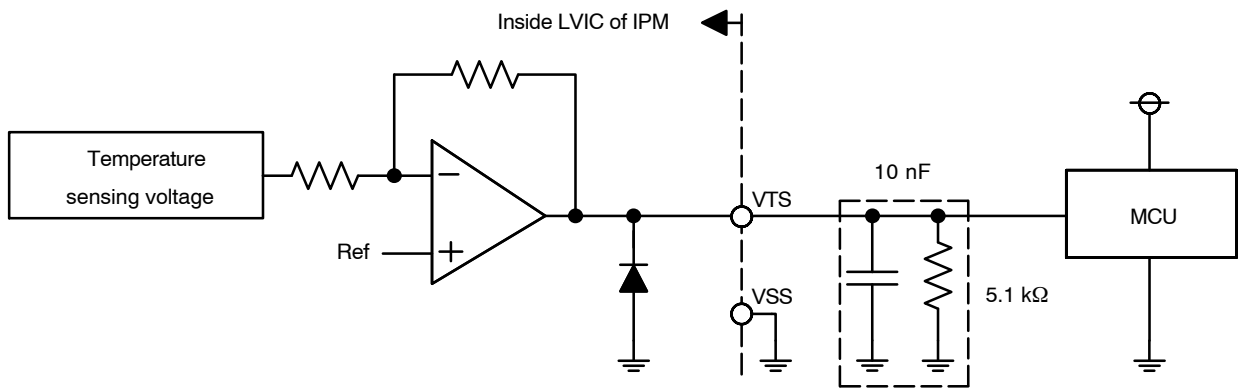 Inside LVIC of IPM
Temperature
sensing voltage
−
+
Ref
VTS
VSS
10 nF
5.1 kΩ
MCU